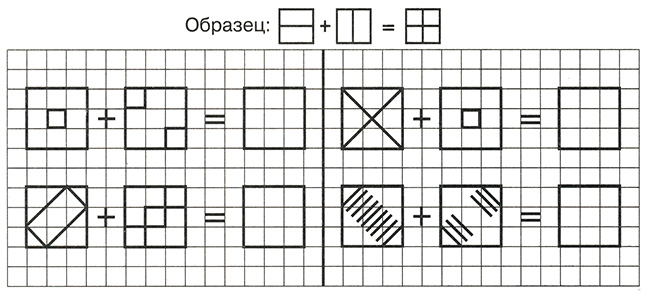 Образец: + =
+ = + =
+ = + =